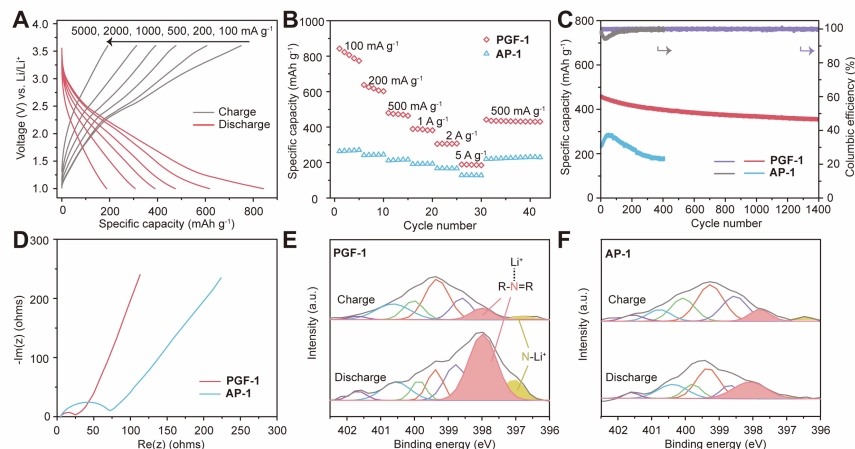 A
5000, 2000, 1000, 500, 200, 100 mA g⁻¹
Voltage (V) vs. Li/Li⁺
4.0
3.5
3.0
2.5
2.0
1.5
1.0
Charge
Discharge
0 200 400 600 800
Specific capacity (mAh g⁻¹)
B
Specific capacity (mAh g⁻¹)
1000
800
600
400
200
0
PGF-1
AP-1
100 mA g⁻¹
200 mA g⁻¹
500 mA g⁻¹
1 A g⁻¹
2 A g⁻¹
5 A g⁻¹
500 mA g⁻¹
0 10 20 30 40
Cycle number
C
Specific capacity (mAh g⁻¹)
800
600
400
200
0
100
80
60
40
20
0
Columbic efficiency (%)
PGF-1
AP-1
0 200 400 600 800 1000 1200 1400
Cycle number
D
-Im(z) (ohms)
300
250
200
150
100
50
0
PGF-1
AP-1
0 50 100 150 200 250 300
Re(z) (ohms)
E
PGF-1
Intensity (a.u.)
Li⁺
R-N=R
Charge
N-Li⁺
Discharge
402 401 400 399 398 397 396
Binding energy (eV)
F
AP-1
Intensity (a.u.)
Charge
Discharge
402 401 400 399 398 397 396
Binding energy (eV)